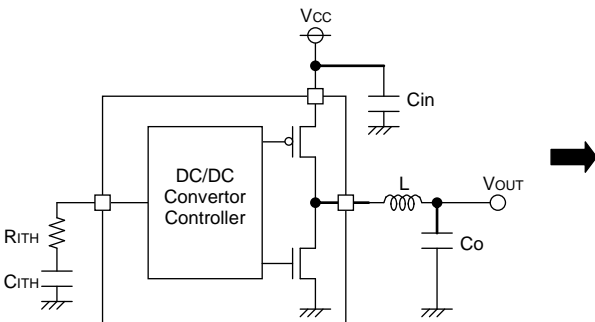 VCC
Cin
DC/DC
Convertor
Controller
L
VOUT
RITH
Co
CITH